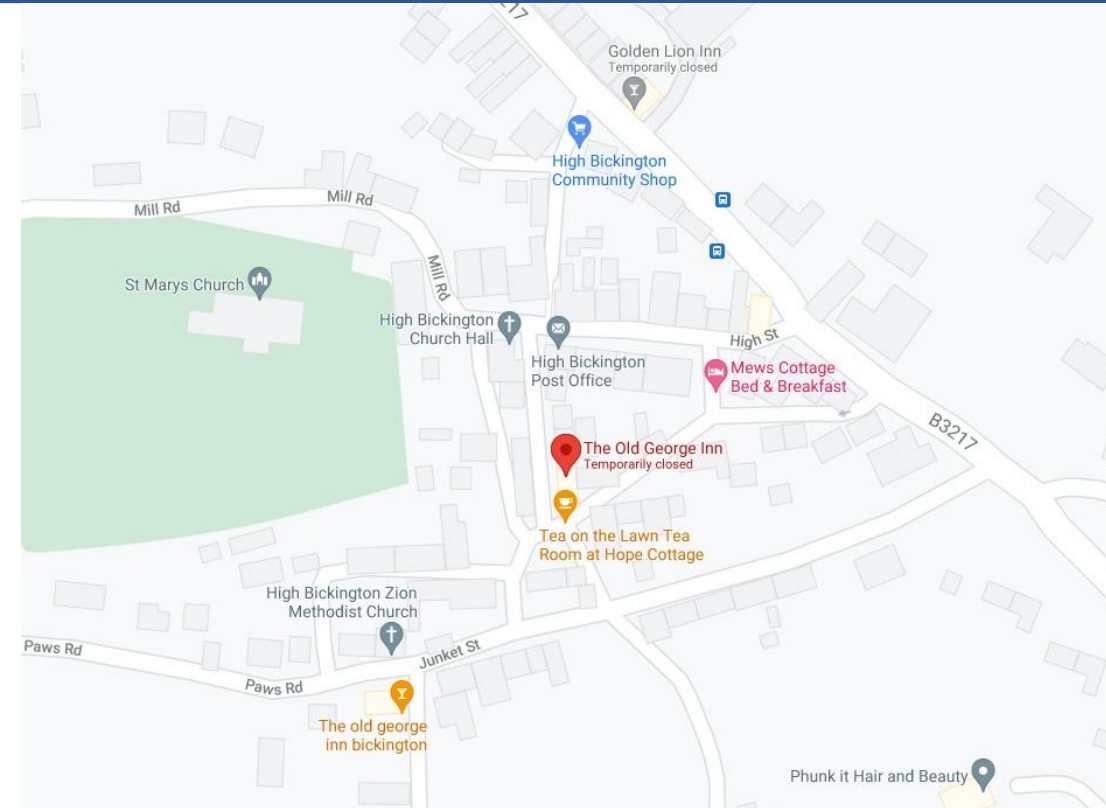 217
Golden Lion Inn
Temporarily closed
High Bickington
Community Shop
Mill Rd
Mill Rd
Mill Rd
St Marys Church
High Bickington
Church Hall
High Bickington
Post Office
High St
Mews Cottage
Bed & Breakfast
B3217
The Old George Inn
Temporarily closed
Tea on the Lawn Tea
Room at Hope Cottage
High Bickington Zion
Methodist Church
Junket St
Paws Rd
Paws Rd
The old george
inn bickington
Phunk it Hair and Beauty